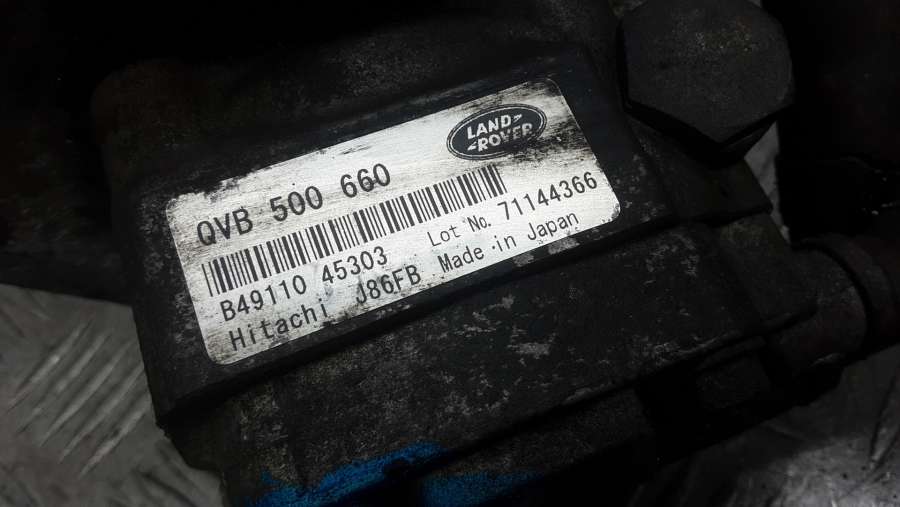 LAND
ROVER
QVB 500 660
Lot No. 71144366
B49110 45303
Hitachi J86FB Made in Japan